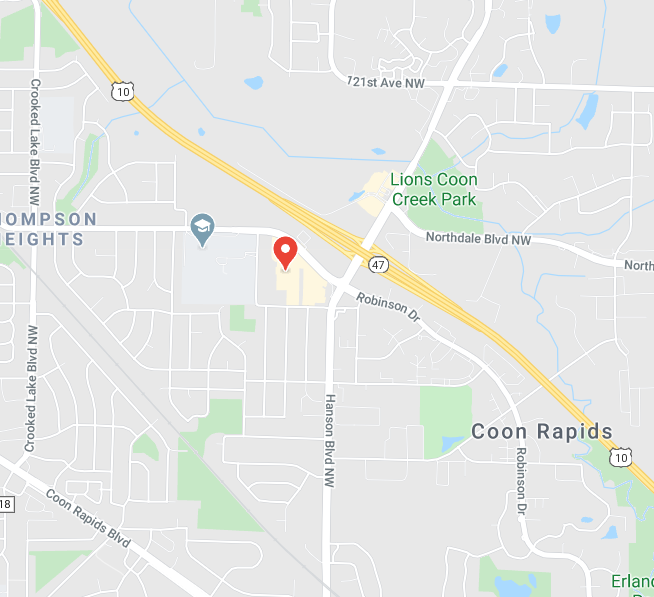 721st Ave NW
10
Crooked Lake Blvd NW
Lions Coon
Creek Park
HOMPSON
EIGHTS
Northdale Blvd NW
47
North
Robinson Dr
Crooked Lake Blvd NW
Hanson Blvd NW
Coon Rapids
10
Robinson Dr
18
Coon Rapids Blvd
Erland